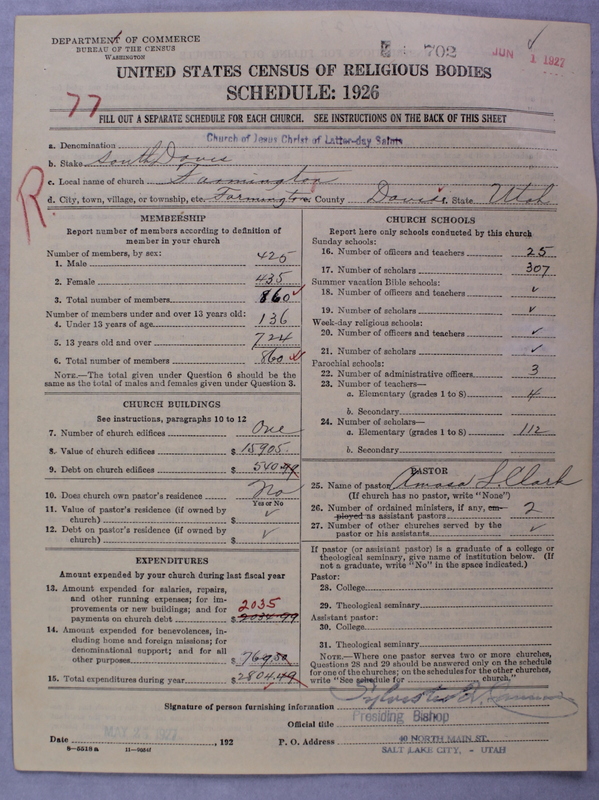 DEPARTMENT OF COMMERCE
BUREAU OF THE CENSUS
WASHINGTON
702
JUN 1 1927
UNITED STATES CENSUS OF RELIGIOUS BODIES
SCHEDULE: 1926
77
FILL OUT A SEPARATE SCHEDULE FOR EACH CHURCH. SEE INSTRUCTIONS ON THE BACK OF THIS SHEET
a. Denomination Church of Jesus Christ of Latter-day Saints
b. Stake South Davis
c. Local name of church Farmington
R
d. City, town, village, or township, etc. Farmington County Davis, State Utah
MEMBERSHIP
Report number of members according to definition of
member in your church
Number of members, by sex:
1. Male 425
2. Female 435
3. Total number of members 860
Number of members under and over 13 years old:
4. Under 13 years of age 136
5. 13 years old and over 724
6. Total number of members 860
NOTE.—The total given under Question 6 should be the
same as the total of males and females given under Question 3.
CHURCH BUILDINGS
See instructions, paragraphs 10 to 12
7. Number of church edifices One
8. Value of church edifices $ 15905.
9. Debt on church edifices $ 540.49
10. Does church own pastor's residence No
Yes or No
11. Value of pastor's residence (if owned by
church) $ ✓
12. Debt on pastor's residence (if owned by
church) $ ✓
EXPENDITURES
Amount expended by your church during last fiscal year
13. Amount expended for salaries, repairs,
and other running expenses; for im-
provements or new buildings; and for
payments on church debt $ 2034.99
2035
14. Amount expended for benevolences, in-
cluding home and foreign missions; for
denominational support; and for all
other purposes $ 769.50
15. Total expenditures during year $ 2804.49
CHURCH SCHOOLS
Report here only schools conducted by this church
Sunday schools:
16. Number of officers and teachers 25
17. Number of scholars 307
Summer vacation Bible schools:
18. Number of officers and teachers ✓
19. Number of scholars ✓
Week-day religious schools:
20. Number of officers and teachers ✓
21. Number of scholars ✓
Parochial schools:
22. Number of administrative officers 3
23. Number of teachers—
a. Elementary (grades 1 to 8) 4
b. Secondary
24. Number of scholars—
a. Elementary (grades 1 to 8) 112
b. Secondary
PASTOR
25. Name of pastor Amasa L. Clark
(If church has no pastor, write "None")
26. Number of ordained ministers, if any, em-
ployed as assistant pastors 2
27. Number of other churches served by the
pastor or his assistants ✓
If pastor (or assistant pastor) is a graduate of a college or
theological seminary, give name of institution below. (If
not a graduate, write "No" in the space indicated.)
Pastor:
28. College
29. Theological seminary
Assistant pastor:
30. College
31. Theological seminary
NOTE.—Where one pastor serves two or more churches,
Questions 28 and 29 should be answered only on the schedule
for one of the churches; on the schedules for the other churches,
write "See schedule for church."
Signature of person furnishing information Sylvester Q. Cannon
Official title Presiding Bishop
Date MAY 1927, 192 P. O. Address 40 NORTH MAIN ST.
SALT LAKE CITY, - UTAH
8-5518a